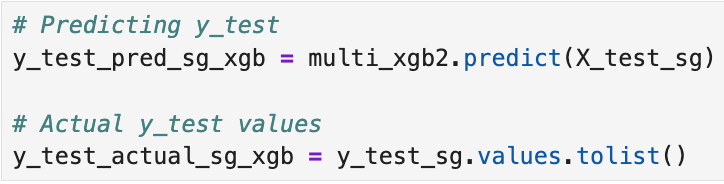 # Predicting y_test
y_test_pred_sg_xgb = multi_xgb2.predict(X_test_sg)
# Actual y_test values
y_test_actual_sg_xgb = y_test_sg.values.tolist()